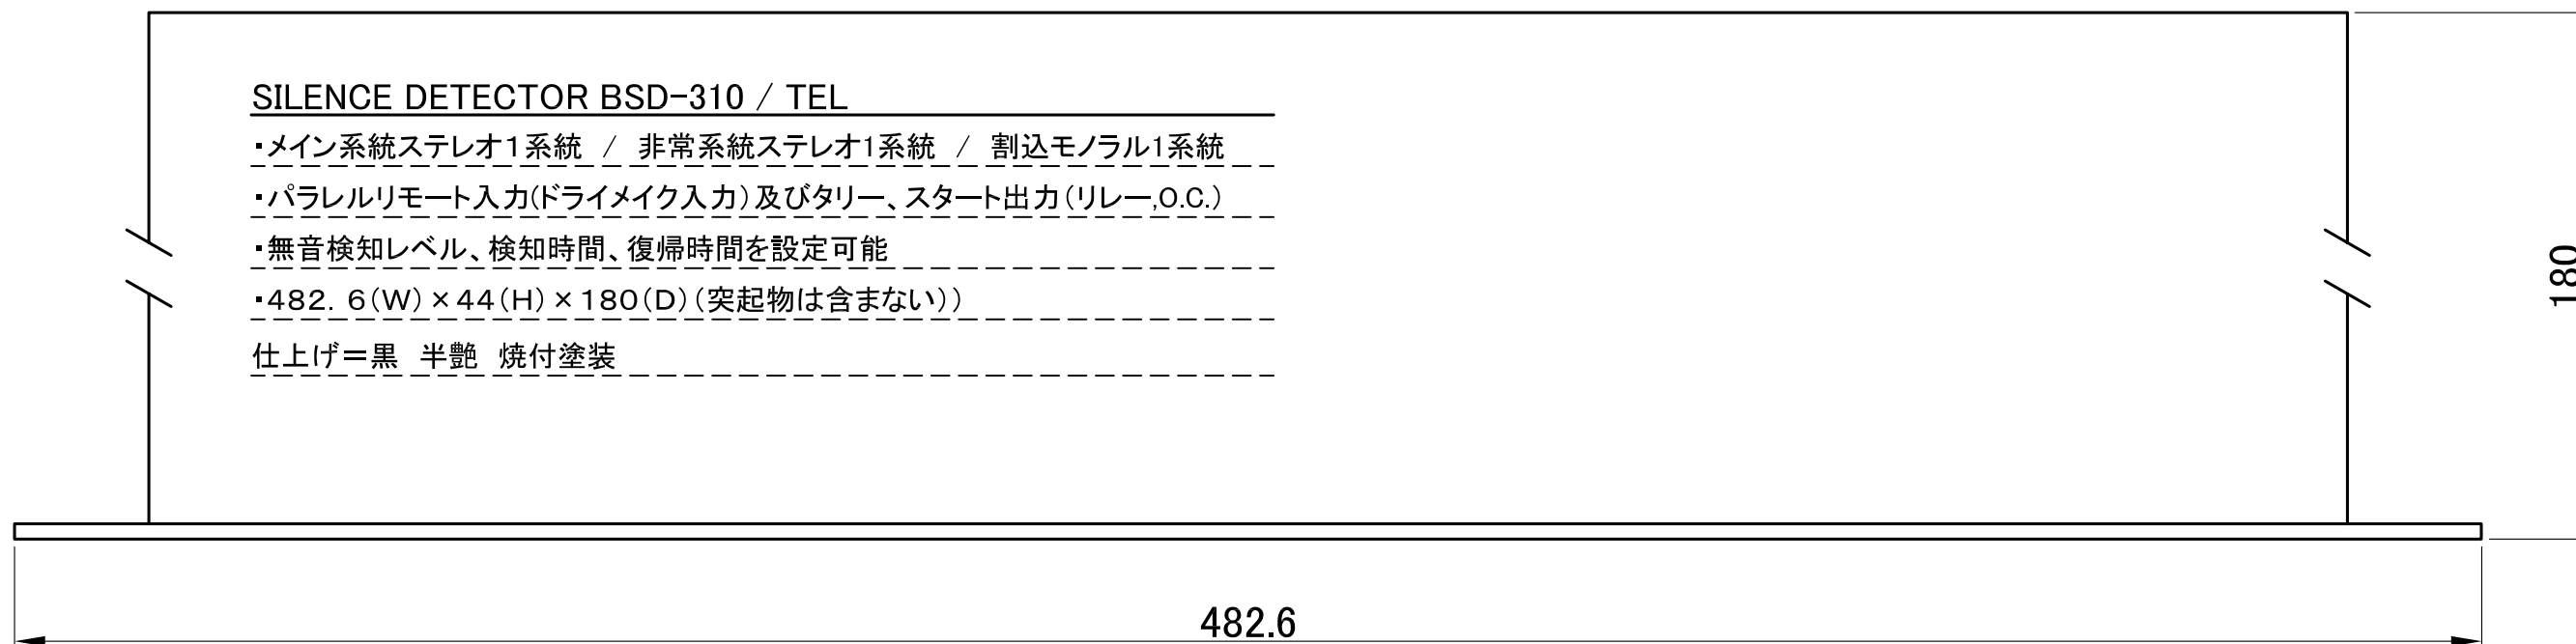 SILENCE DETECTOR BSD-310 / TEL
・メイン系統ステレオ1系統 / 非常系統ステレオ1系統 / 割込モノラル1系統
・パラレルリモート入力(ドライメイク入力)及びタリー、スタート出力(リレー,O.C.)
・無音検知レベル、検知時間、復帰時間を設定可能
・482.6(W)×44(H)×180(D)(突起物は含まない))
仕上げ=黒 半艶 焼付塗装
180
482.6